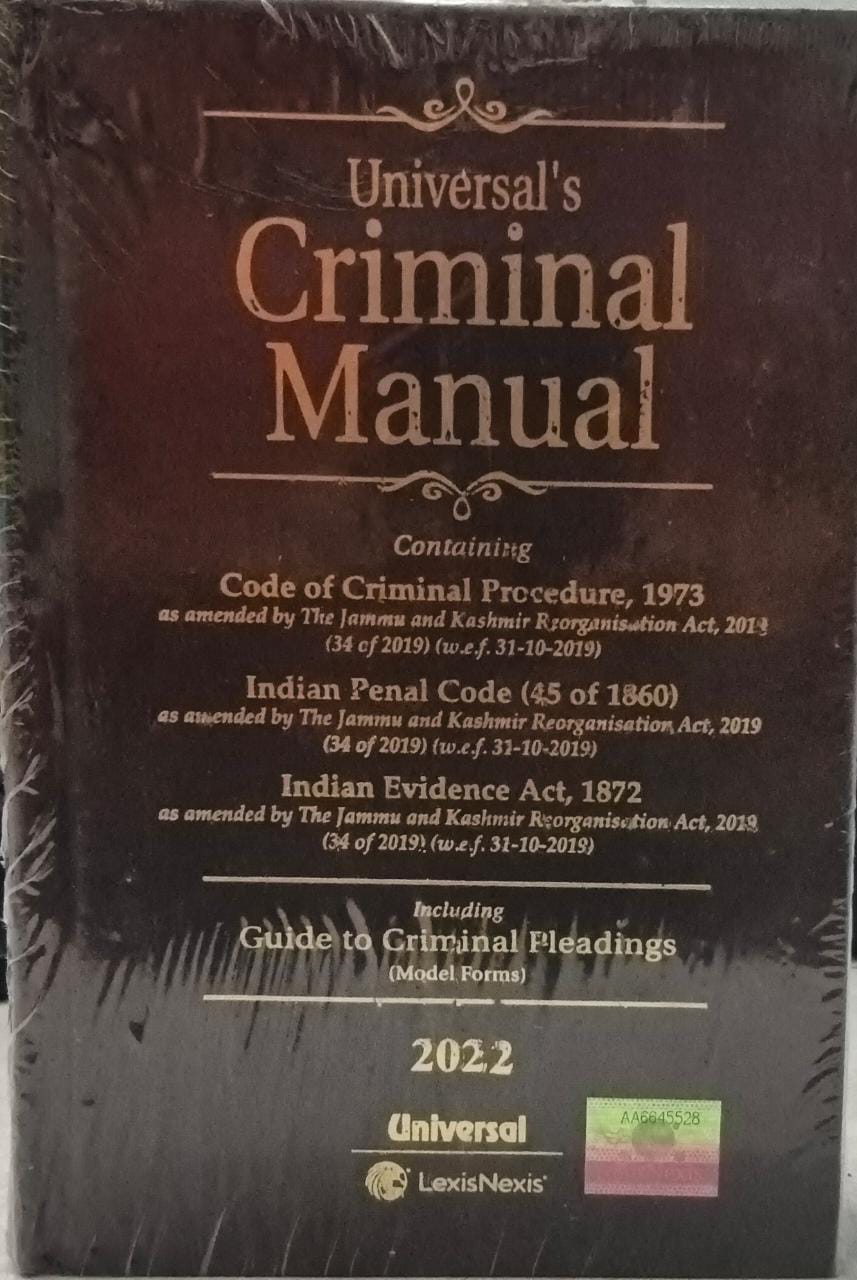 Universal's
Criminal
Manual
Containing
Code of Criminal Procedure, 1973
as amended by The Jammu and Kashmir Reorganisation Act, 2019
(34 of 2019) (w.e.f. 31-10-2019)
Indian Penal Code (45 of 1860)
as amended by The Jammu and Kashmir Reorganisation Act, 2019
(34 of 2019) (w.e.f. 31-10-2019)
Indian Evidence Act, 1872
as amended by The Jammu and Kashmir Reorganisation Act, 2019
(34 of 2019) (w.e.f. 31-10-2019)
Including
Guide to Criminal Pleadings
(Model Forms)
2022
Universal
LexisNexis®
AA6645528